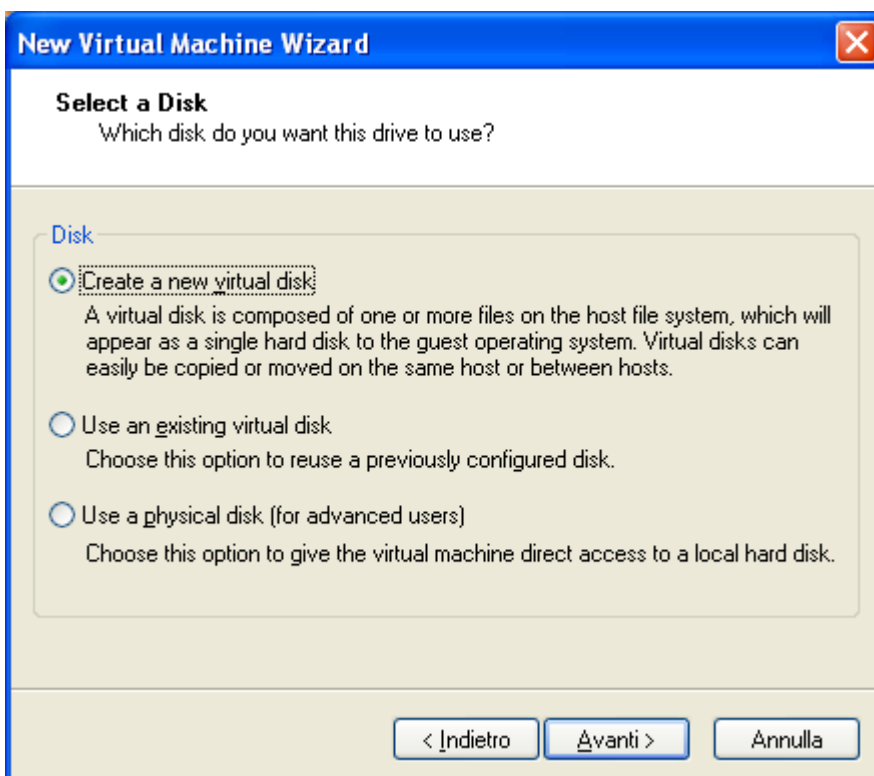 New Virtual Machine Wizard
Select a Disk
Which disk do you want this drive to use?
Disk
Create a new virtual disk
A virtual disk is composed of one or more files on the host file system, which will
appear as a single hard disk to the guest operating system. Virtual disks can
easily be copied or moved on the same host or between hosts.
Use an existing virtual disk
Choose this option to reuse a previously configured disk.
Use a physical disk (for advanced users)
Choose this option to give the virtual machine direct access to a local hard disk.
< Indietro
Avanti >
Annulla